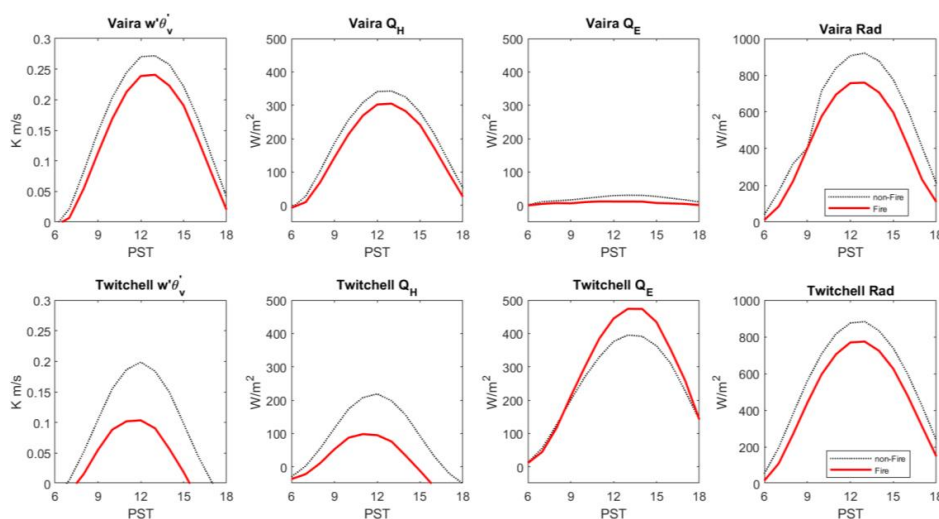 Vaira w'θᵥ'
0.3
0.25
0.2
0.15
0.1
0.05
0
K m/s
6 9 12 15 18
PST
Vaira Q_H
500
400
300
200
100
0
W/m²
6 9 12 15 18
PST
Vaira Q_E
500
400
300
200
100
0
W/m²
6 9 12 15 18
PST
Vaira Rad
1000
800
600
400
200
0
W/m²
non-Fire
Fire
6 9 12 15 18
PST
Twitchell w'θᵥ'
0.3
0.25
0.2
0.15
0.1
0.05
0
K m/s
6 9 12 15 18
PST
Twitchell Q_H
500
400
300
200
100
0
W/m²
6 9 12 15 18
PST
Twitchell Q_E
500
400
300
200
100
0
W/m²
6 9 12 15 18
PST
Twitchell Rad
1000
800
600
400
200
0
W/m²
non-Fire
Fire
6 9 12 15 18
PST